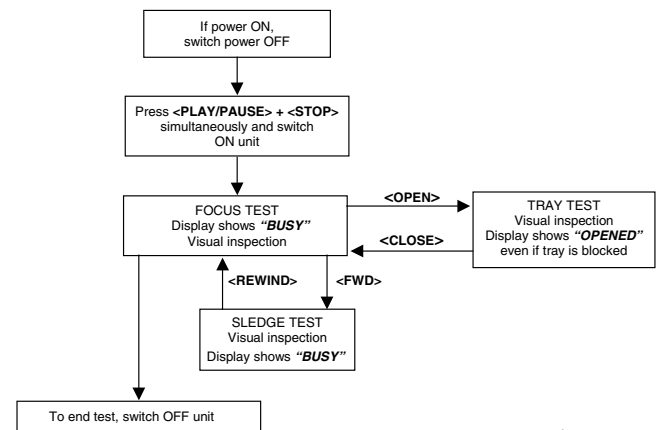 If power ON,
switch power OFF
Press <PLAY/PAUSE> + <STOP>
simultaneously and switch
ON unit
FOCUS TEST
Display shows "BUSY"
Visual inspection
<OPEN>
<CLOSE>
TRAY TEST
Visual inspection
Display shows "OPENED"
even if tray is blocked
<REWIND>
<FWD>
SLEDGE TEST
Visual inspection
Display shows "BUSY"
To end test, switch OFF unit